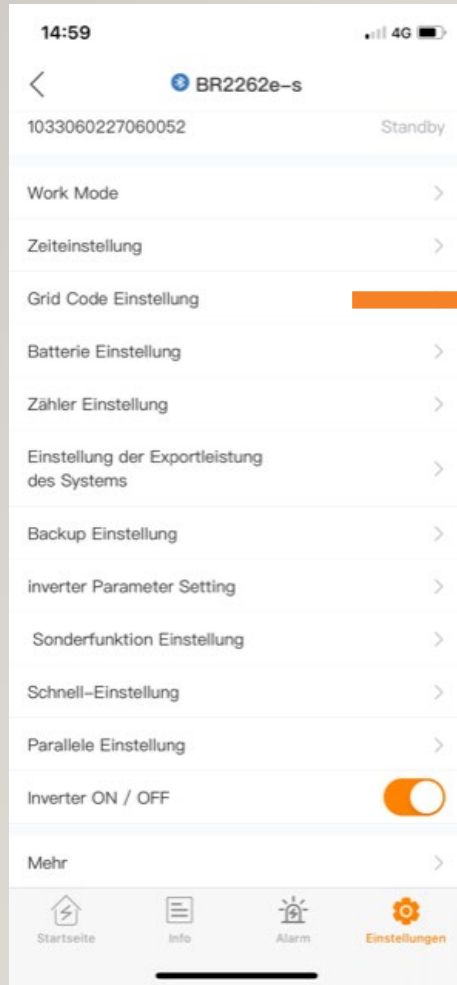 14:59
4G
BR2262e-s
1033060227060052 Standby
Work Mode
Zeiteinstellung
Grid Code Einstellung
Batterie Einstellung
Zähler Einstellung
Einstellung der Exportleistung
des Systems
Backup Einstellung
inverter Parameter Setting
Sonderfunktion Einstellung
Schnell-Einstellung
Parallele Einstellung
Inverter ON / OFF
Mehr
Startseite Info Alarm Einstellungen